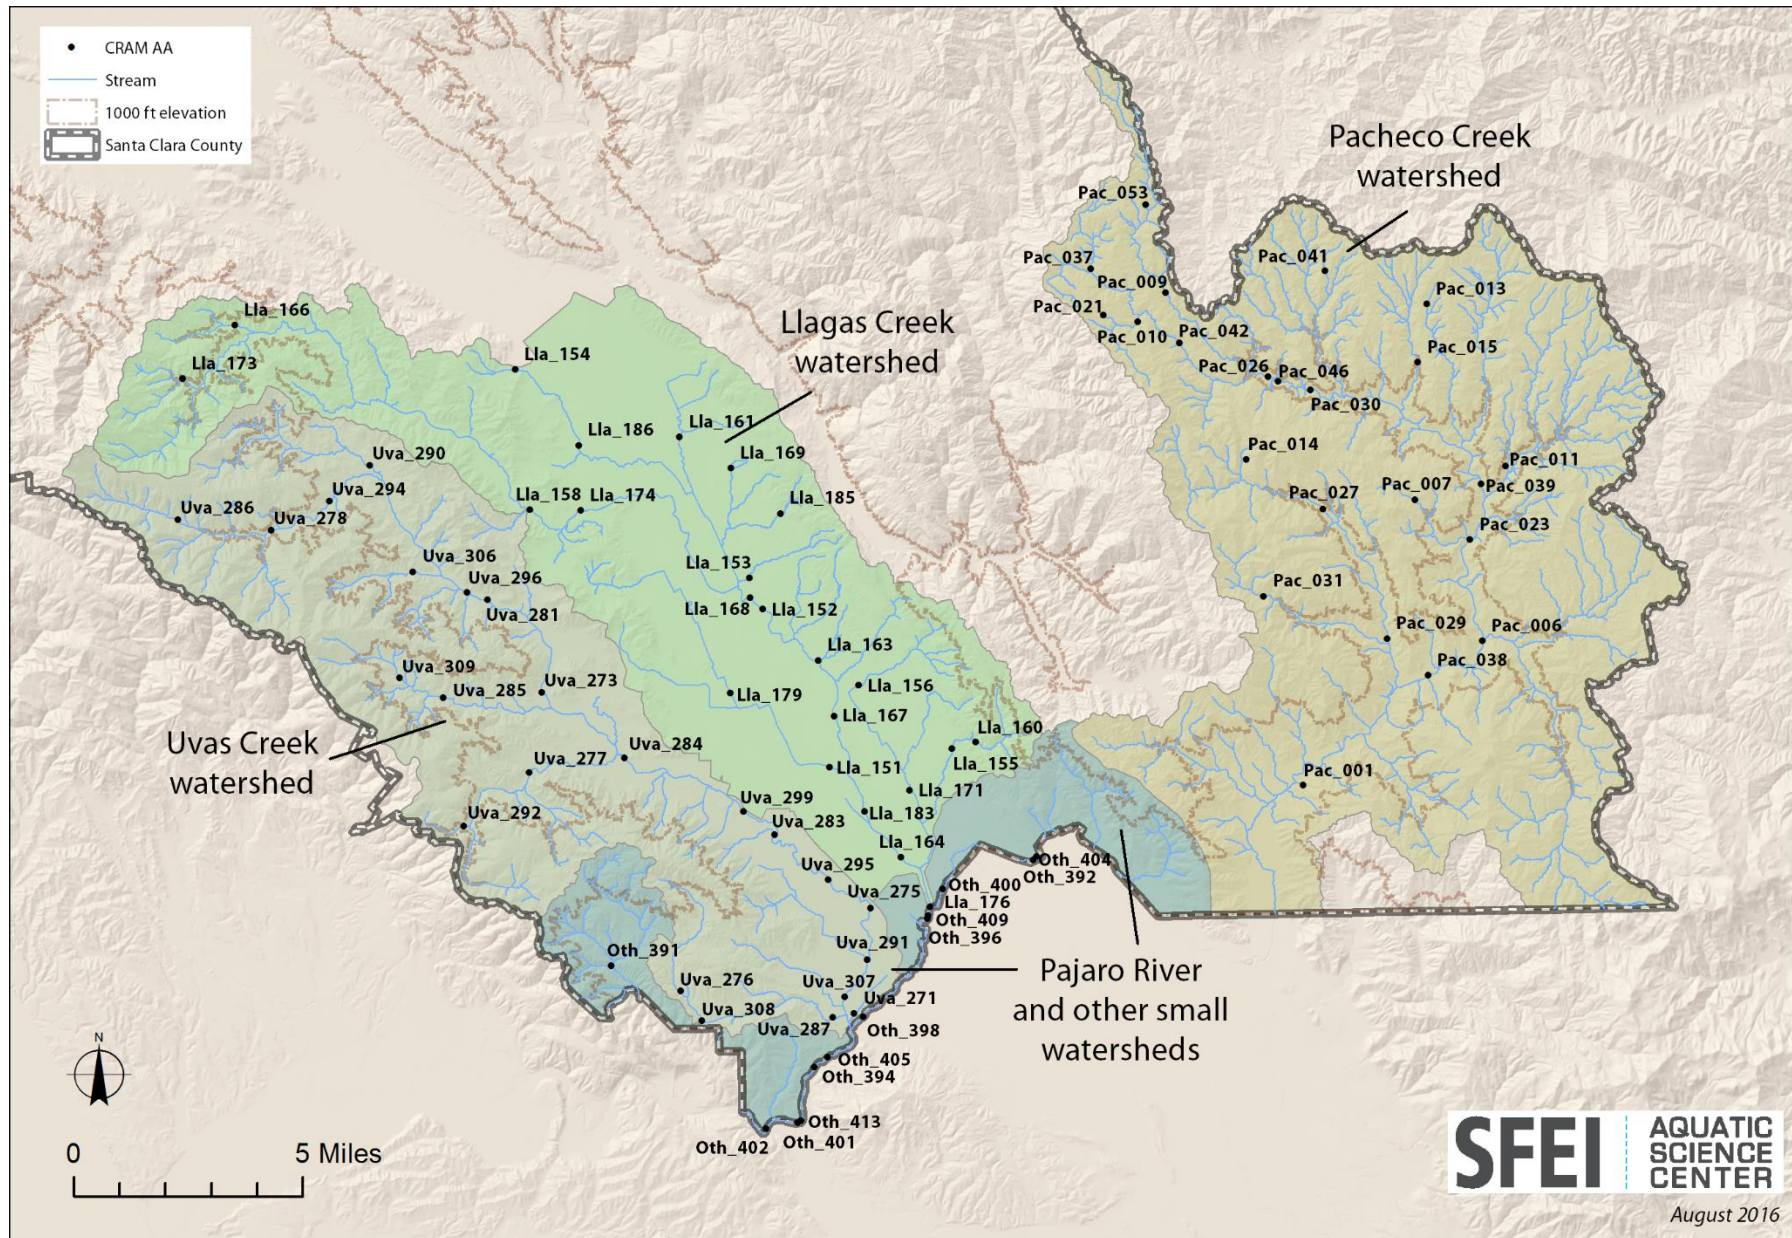 CRAM AA
Stream
1000 ft elevation
Santa Clara County
Pacheco Creek
watershed
Pac_053
Pac_037
Pac_009
Pac_041
Pac_013
Pac_021
Pac_010
Pac_042
Pac_015
Pac_026
Pac_046
Pac_030
Pac_014
Pac_011
Pac_027
Pac_007
Pac_039
Pac_023
Pac_031
Pac_029
Pac_006
Pac_038
Pac_001
Llagas Creek
watershed
Lla_166
Lla_173
Lla_154
Lla_161
Lla_186
Lla_169
Lla_185
Lla_158
Lla_174
Lla_153
Lla_168
Lla_152
Lla_163
Lla_156
Lla_179
Lla_167
Lla_160
Lla_155
Lla_151
Lla_171
Lla_183
Lla_164
Lla_176
Uvas Creek
watershed
Uva_290
Uva_294
Uva_286
Uva_278
Uva_306
Uva_296
Uva_281
Uva_309
Uva_285
Uva_273
Uva_284
Uva_277
Uva_292
Uva_299
Uva_283
Uva_295
Uva_275
Uva_291
Uva_276
Uva_307
Uva_308
Uva_271
Uva_287
Oth_404
Oth_392
Oth_400
Oth_409
Oth_396
Oth_391
Oth_398
Oth_405
Oth_394
Oth_413
Oth_401
Oth_402
Pajaro River
and other small
watersheds
N
0 5 Miles
SFEI
AQUATIC
SCIENCE
CENTER
August 2016